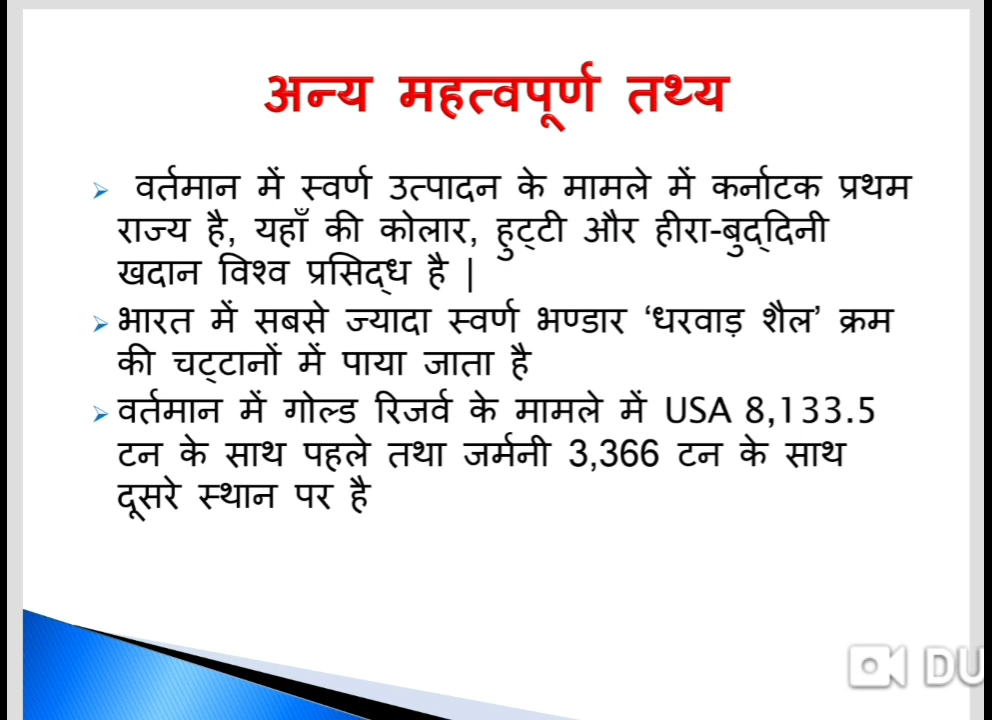 अन्य महत्वपूर्ण तथ्य
वर्तमान में स्वर्ण उत्पादन के मामले में कर्नाटक प्रथम
राज्य है, यहाँ की कोलार, हुट्टी और हीरा-बुद्दिनी
खदान विश्व प्रसिद्ध है |
भारत में सबसे ज्यादा स्वर्ण भण्डार ‘धरवाड़ शैल’ क्रम
की चट्टानों में पाया जाता है
वर्तमान में गोल्ड रिजर्व के मामले में USA 8,133.5
टन के साथ पहले तथा जर्मनी 3,366 टन के साथ
दूसरे स्थान पर है
DU